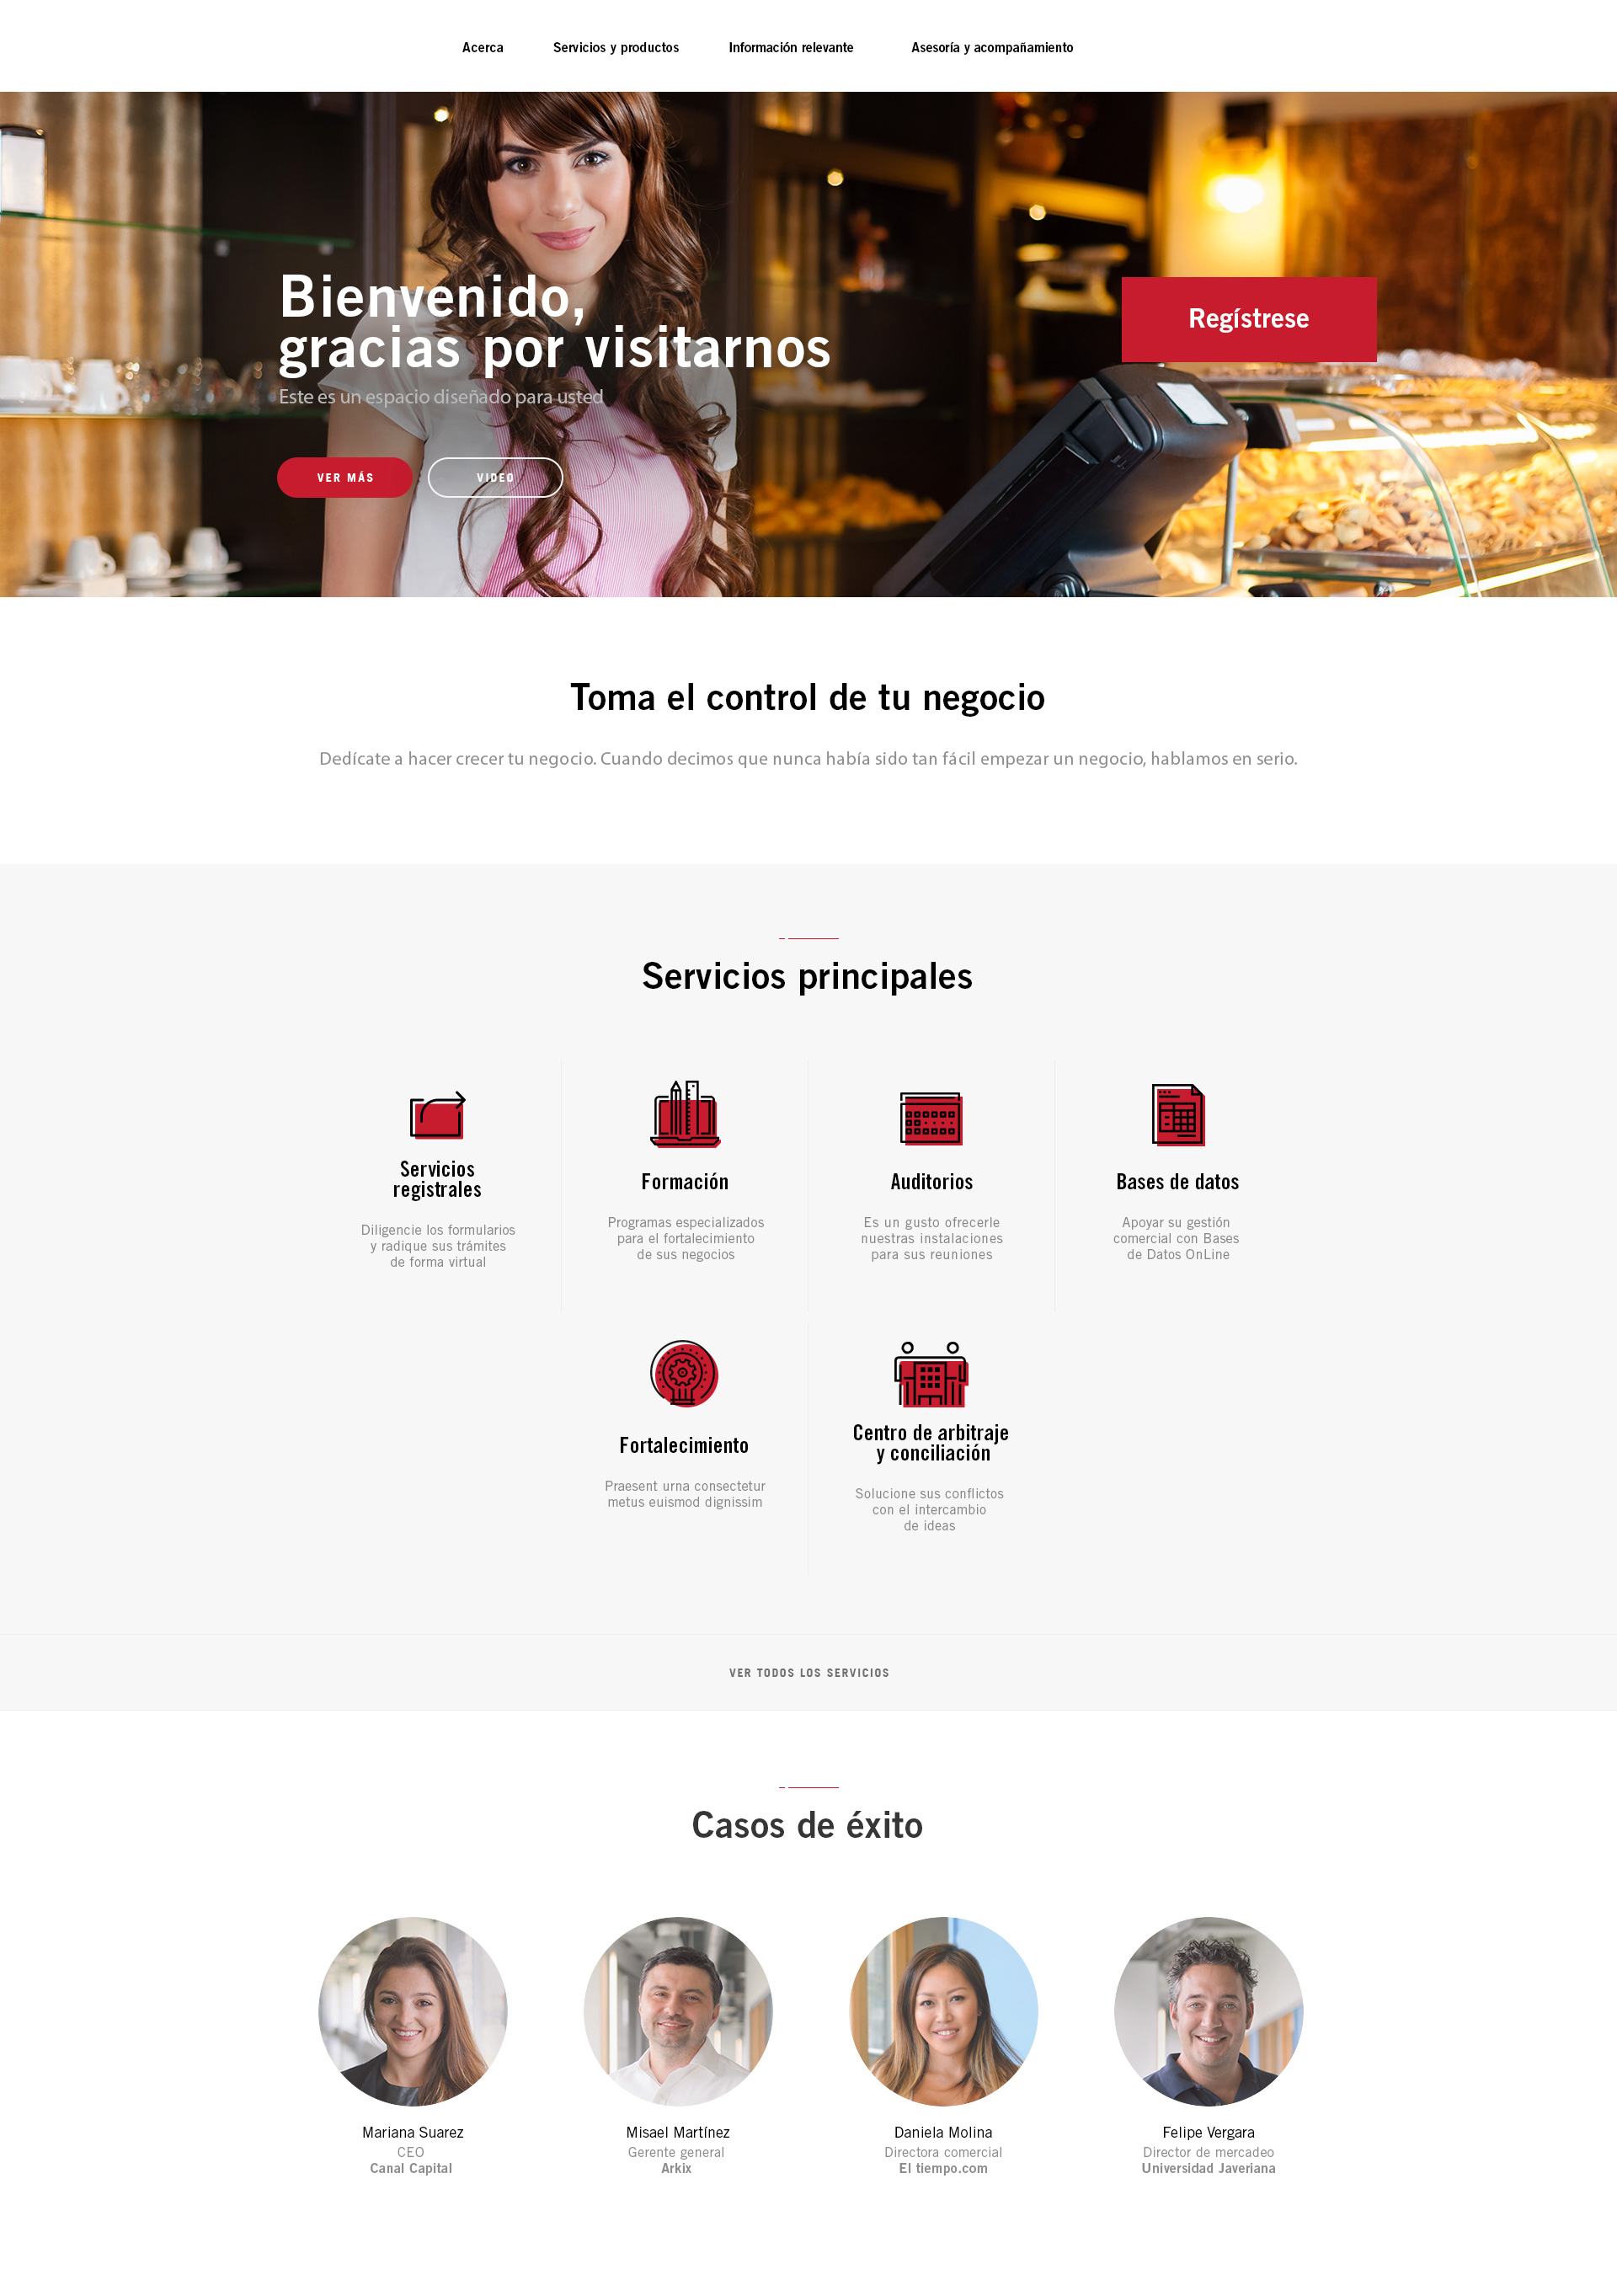 Acerca
Servicios y productos
Información relevante
Asesoría y acompañamiento
Bienvenido,
gracias por visitarnos
Este es un espacio diseñado para usted
Regístrese
VER MÁS
VIDEO
Toma el control de tu negocio
Dedícate a hacer crecer tu negocio. Cuando decimos que nunca había sido tan fácil empezar un negocio, hablamos en serio.
Servicios principales
Servicios
registrales
Diligencie los formularios
y radique sus trámites
de forma virtual
Formación
Programas especializados
para el fortalecimiento
de sus negocios
Auditorios
Es un gusto ofrecerle
nuestras instalaciones
para sus reuniones
Bases de datos
Apoyar su gestión
comercial con Bases
de Datos OnLine
Fortalecimiento
Praesent urna consectetur
metus euismod dignissim
Centro de arbitraje
y conciliación
Solucione sus conflictos
con el intercambio
de ideas
VER TODOS LOS SERVICIOS
Casos de éxito
Mariana Suarez
CEO
Canal Capital
Misael Martínez
Gerente general
Arkix
Daniela Molina
Directora comercial
El tiempo.com
Felipe Vergara
Director de mercadeo
Universidad Javeriana